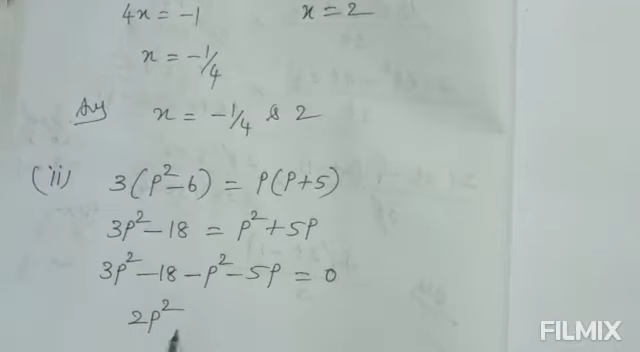 4x = -1 x = 2
x = -1/4
Ans x = -1/4 & 2
(ii) 3(p²-6) = p(p+5)
3p²-18 = p²+5p
3p²-18-p²-5p = 0
2p²
FILMIX